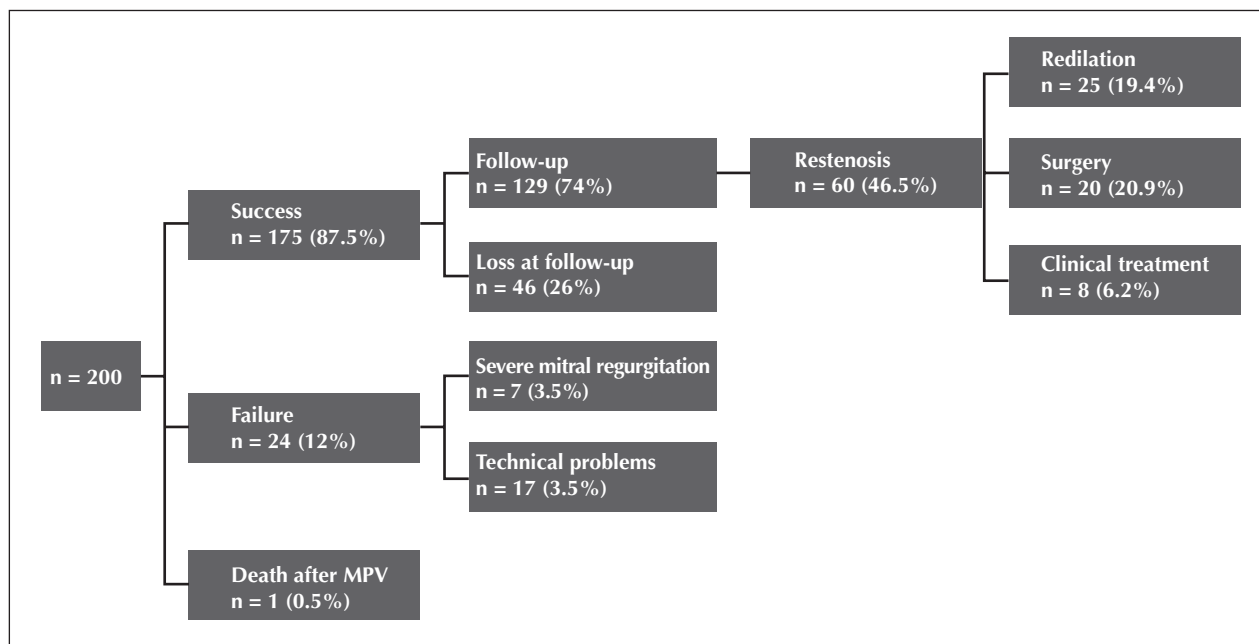 n = 200
Success
n = 175 (87.5%)
Failure
n = 24 (12%)
Death after MPV
n = 1 (0.5%)
Follow-up
n = 129 (74%)
Loss at follow-up
n = 46 (26%)
Severe mitral regurgitation
n = 7 (3.5%)
Technical problems
n = 17 (3.5%)
Restenosis
n = 60 (46.5%)
Redilation
n = 25 (19.4%)
Surgery
n = 20 (20.9%)
Clinical treatment
n = 8 (6.2%)